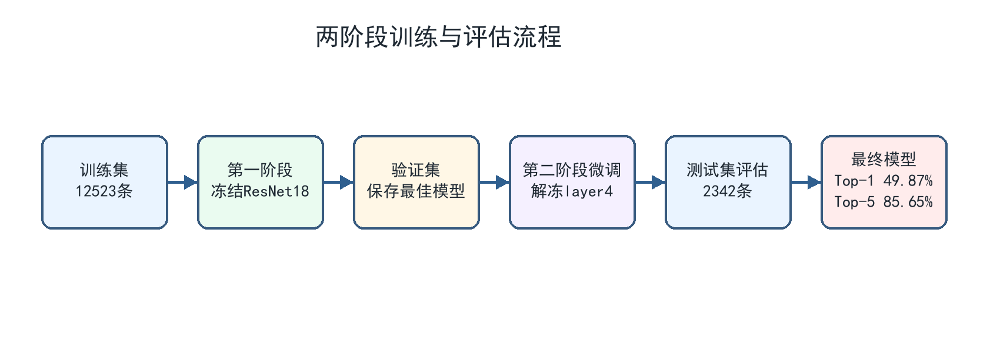 两阶段训练与评估流程
训练集
12523条
第一阶段
冻结ResNet18
验证集
保存最佳模型
第二阶段微调
解冻layer4
测试集评估
2342条
最终模型
Top-1 49.87%
Top-5 85.65%